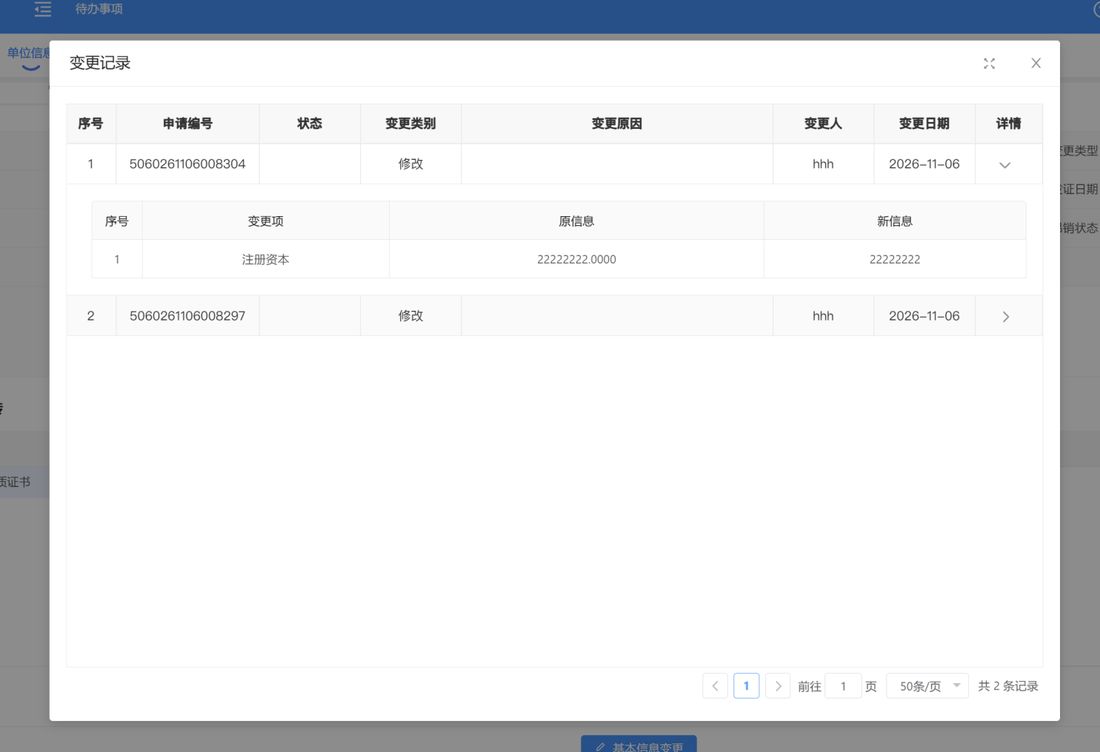 待办事项
单位信息
变更记录
序号 申请编号 状态 变更类别 变更原因 变更人 变更日期 详情
1 5060261106008304 修改 hhh 2026-11-06
序号 变更项 原信息 新信息
1 注册资本 22222222.0000 22222222
2 5060261106008297 修改 hhh 2026-11-06
变更类型
证日期
销状态
质证书
1 前往 1 页 50条/页 共 2 条记录
基本信息变更